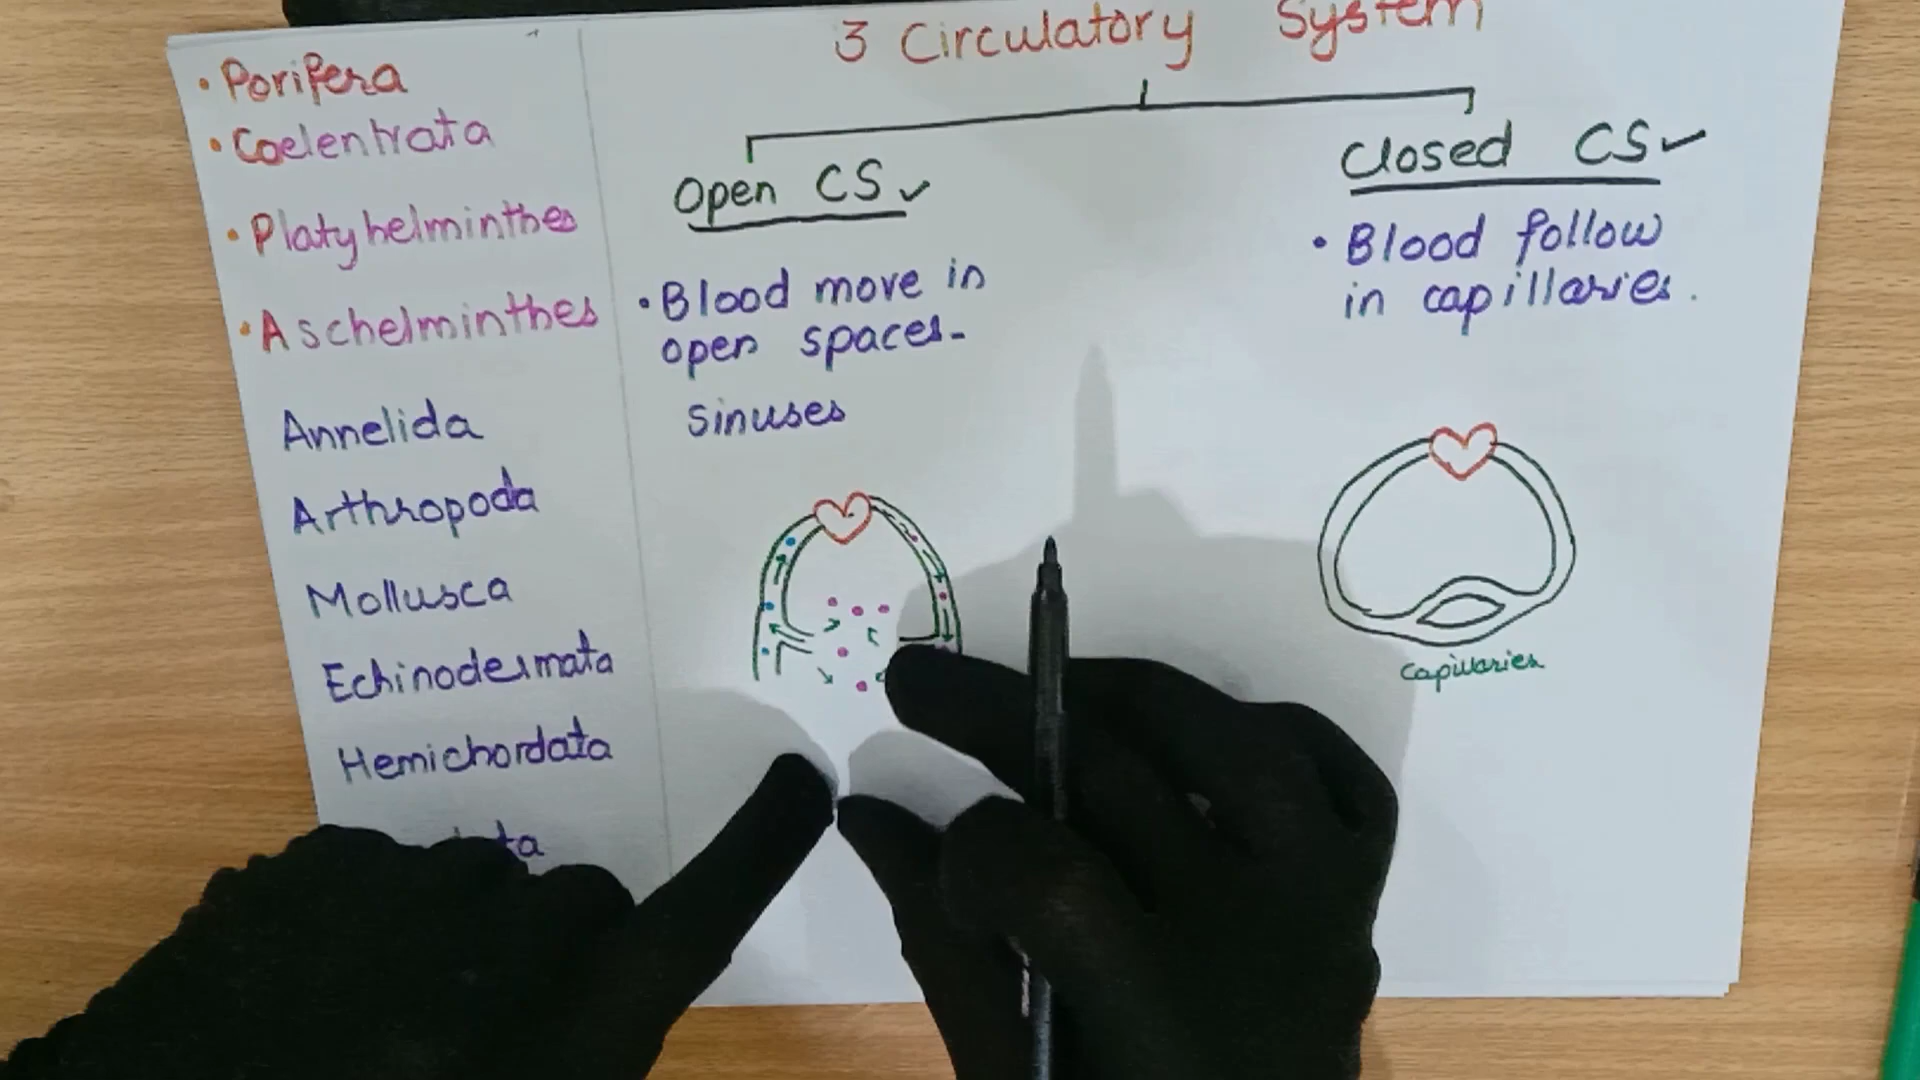 3 Circulatory System
• Porifera
• Coelentrata
• Platyhelminthes
• Aschelminthes
Annelida
Arthropoda
Mollusca
Echinodermata
Hemichordata
Open CS ✓
• Blood move in
open spaces-
sinuses
Closed CS ✓
• Blood follow
in capillaries.
capillaries